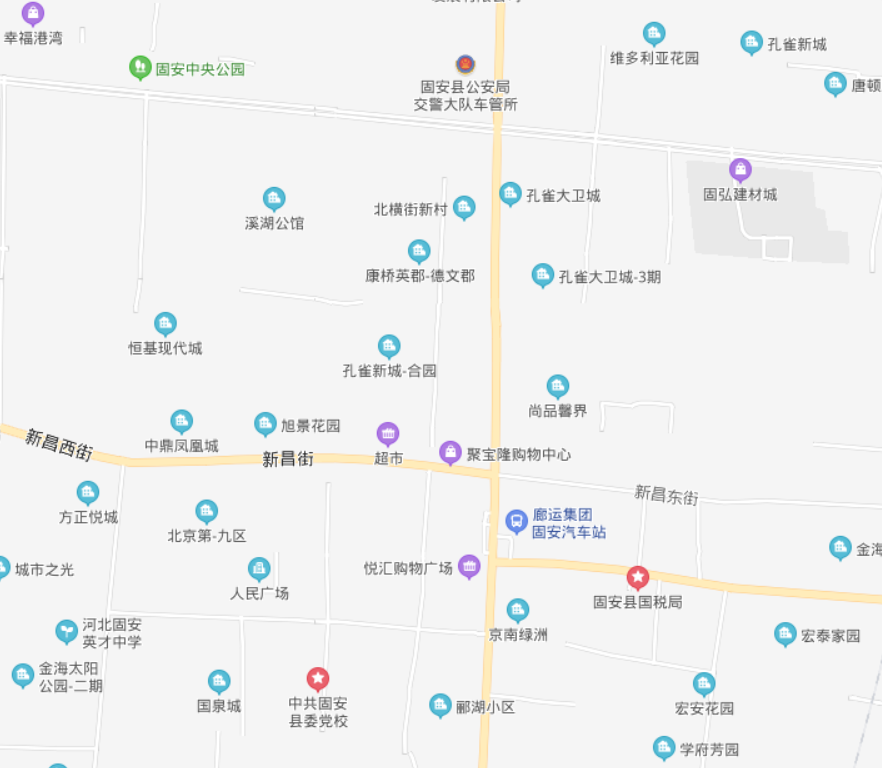 幸福港湾
维多利亚花园
孔雀新城
固安中央公园
固安县公安局
交警大队车管所
唐顿
固弘建材城
溪湖公馆
北横街新村
孔雀大卫城
康桥英郡-德文郡
孔雀大卫城-3期
恒基现代城
孔雀新城-合园
尚品馨界
新昌西街
中鼎凤凰城
旭景花园
新昌街
超市
聚宝隆购物中心
新昌东街
方正悦城
北京第-九区
廊运集团
固安汽车站
城市之光
人民广场
悦汇购物广场
金海
固安县国税局
河北固安
英才中学
京南绿洲
宏泰家园
金海太阳
公园-二期
国泉城
中共固安
县委党校
郦湖小区
宏安花园
学府芳园